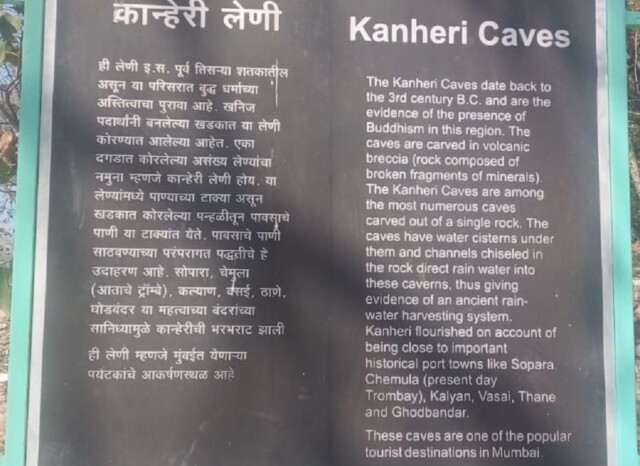 कान्हेरी लेणी
ही लेणी इ.स. पूर्व तिसऱ्या शतकातील
असून या परिसरात बुद्ध धर्माच्या
अस्तित्वाचा पुरावा आहे. खनिज
पदार्थांनी बनलेल्या खडकात या लेणी
कोरण्यात आलेल्या आहेत. एका
दगडात कोरलेल्या असंख्य लेण्यांचा
नमुना म्हणजे कान्हेरी लेणी होय. या
लेण्यांमध्ये पाण्याच्या टाक्या असून
खडकात कोरलेल्या पन्हळीतून पावसाचे
पाणी या टाक्यांत येते. पावसाचे पाणी
साठवण्याच्या परंपरागत पद्धतीचे हे
उदाहरण आहे. सोपारा, चेमुला
(आताचे ट्रॉम्बे), कल्याण, वसई, ठाणे,
घोडबंदर या महत्वाच्या बंदरांच्या
सानिध्यामुळे कान्हेरीची भरभराट झाली
ही लेणी म्हणजे मुंबईत येणाऱ्या
पर्यटकांचे आकर्षणस्थळ आहे
Kanheri Caves
The Kanheri Caves date back to
the 3rd century B.C. and are the
evidence of the presence of
Buddhism in this region. The
caves are carved in volcanic
breccia (rock composed of
broken fragments of minerals).
The Kanheri Caves are among
the most numerous caves
carved out of a single rock. The
caves have water cisterns under
them and channels chiseled in
the rock direct rain water into
these caverns, thus giving
evidence of an ancient rain-
water harvesting system.
Kanheri flourished on account of
being close to important
historical port towns like Sopara.
Chemula (present day
Trombay), Kalyan, Vasai, Thane
and Ghodbandar.
These caves are one of the popular
tourist destinations in Mumbai.